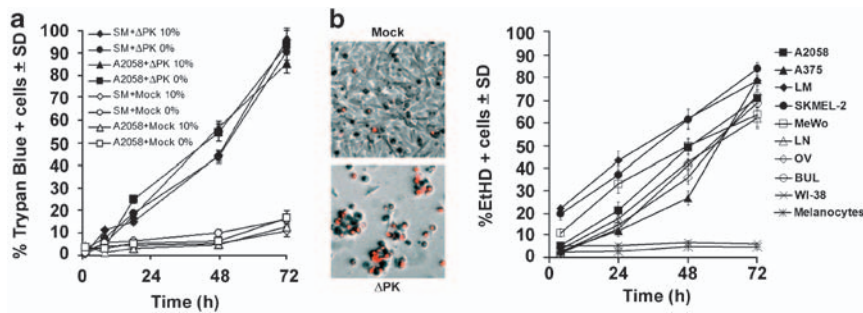 a
% Trypan Blue + cells ± SD
100
90
80
70
60
50
40
30
20
10
0
SM+ΔPK 10%
SM+ΔPK 0%
A2058+ΔPK 10%
A2058+ΔPK 0%
SM+Mock 10%
SM+Mock 0%
A2058+Mock 10%
A2058+Mock 0%
0 24 48 72
Time (h)
b
Mock
ΔPK
%EtHD + cells ± SD
100
90
80
70
60
50
40
30
20
10
0
0 24 48 72
Time (h)
A2058
A375
LM
SKMEL-2
MeWo
LN
OV
BUL
WI-38
Melanocytes